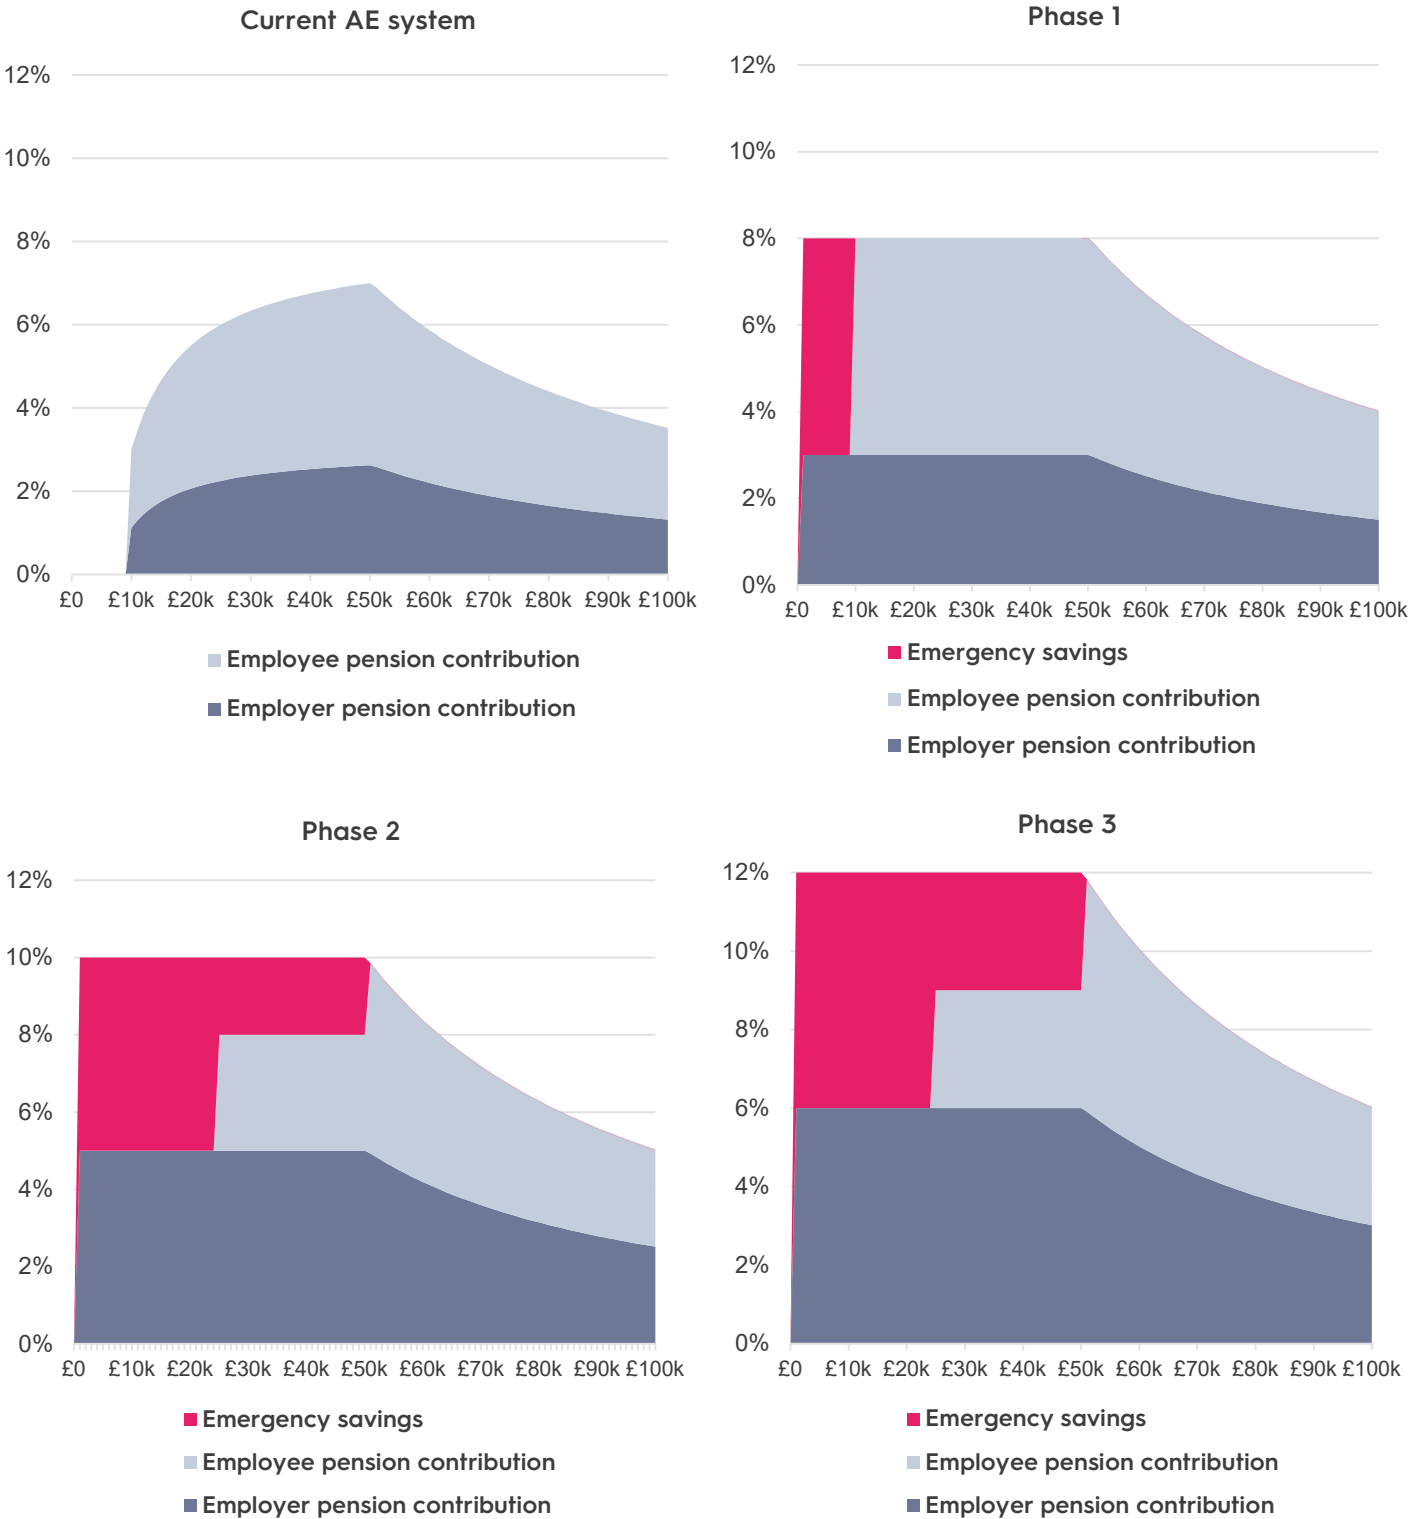 Current AE system
12%
10%
8%
6%
4%
2%
0%
£0 £10k £20k £30k £40k £50k £60k £70k £80k £90k £100k
Employee pension contribution
Employer pension contribution
Phase 1
12%
10%
8%
6%
4%
2%
0%
£0 £10k £20k £30k £40k £50k £60k £70k £80k £90k £100k
Emergency savings
Employee pension contribution
Employer pension contribution
Phase 2
12%
10%
8%
6%
4%
2%
0%
£0 £10k £20k £30k £40k £50k £60k £70k £80k £90k £100k
Emergency savings
Employee pension contribution
Employer pension contribution
Phase 3
12%
10%
8%
6%
4%
2%
0%
£0 £10k £20k £30k £40k £50k £60k £70k £80k £90k £100k
Emergency savings
Employee pension contribution
Employer pension contribution